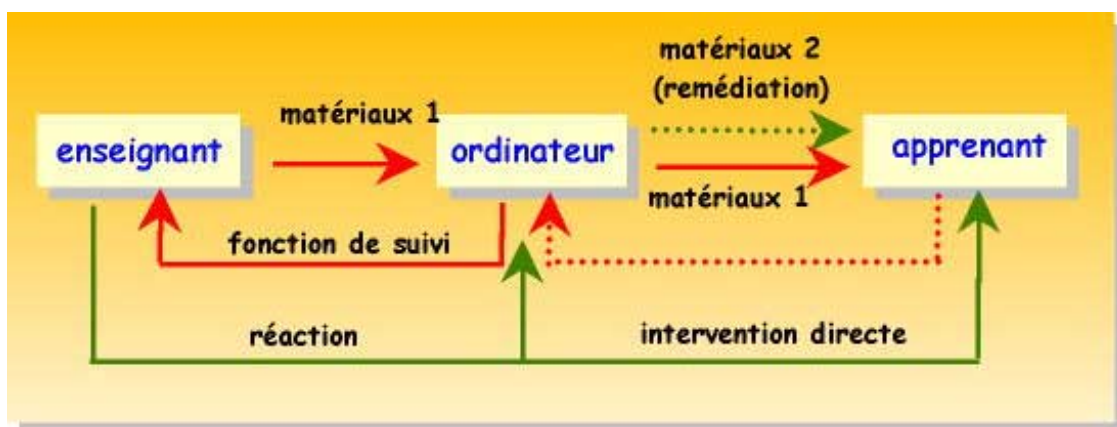 matériaux 2
(remédiation)
matériaux 1
enseignant
ordinateur
apprenant
matériaux 1
fonction de suivi
réaction
intervention directe